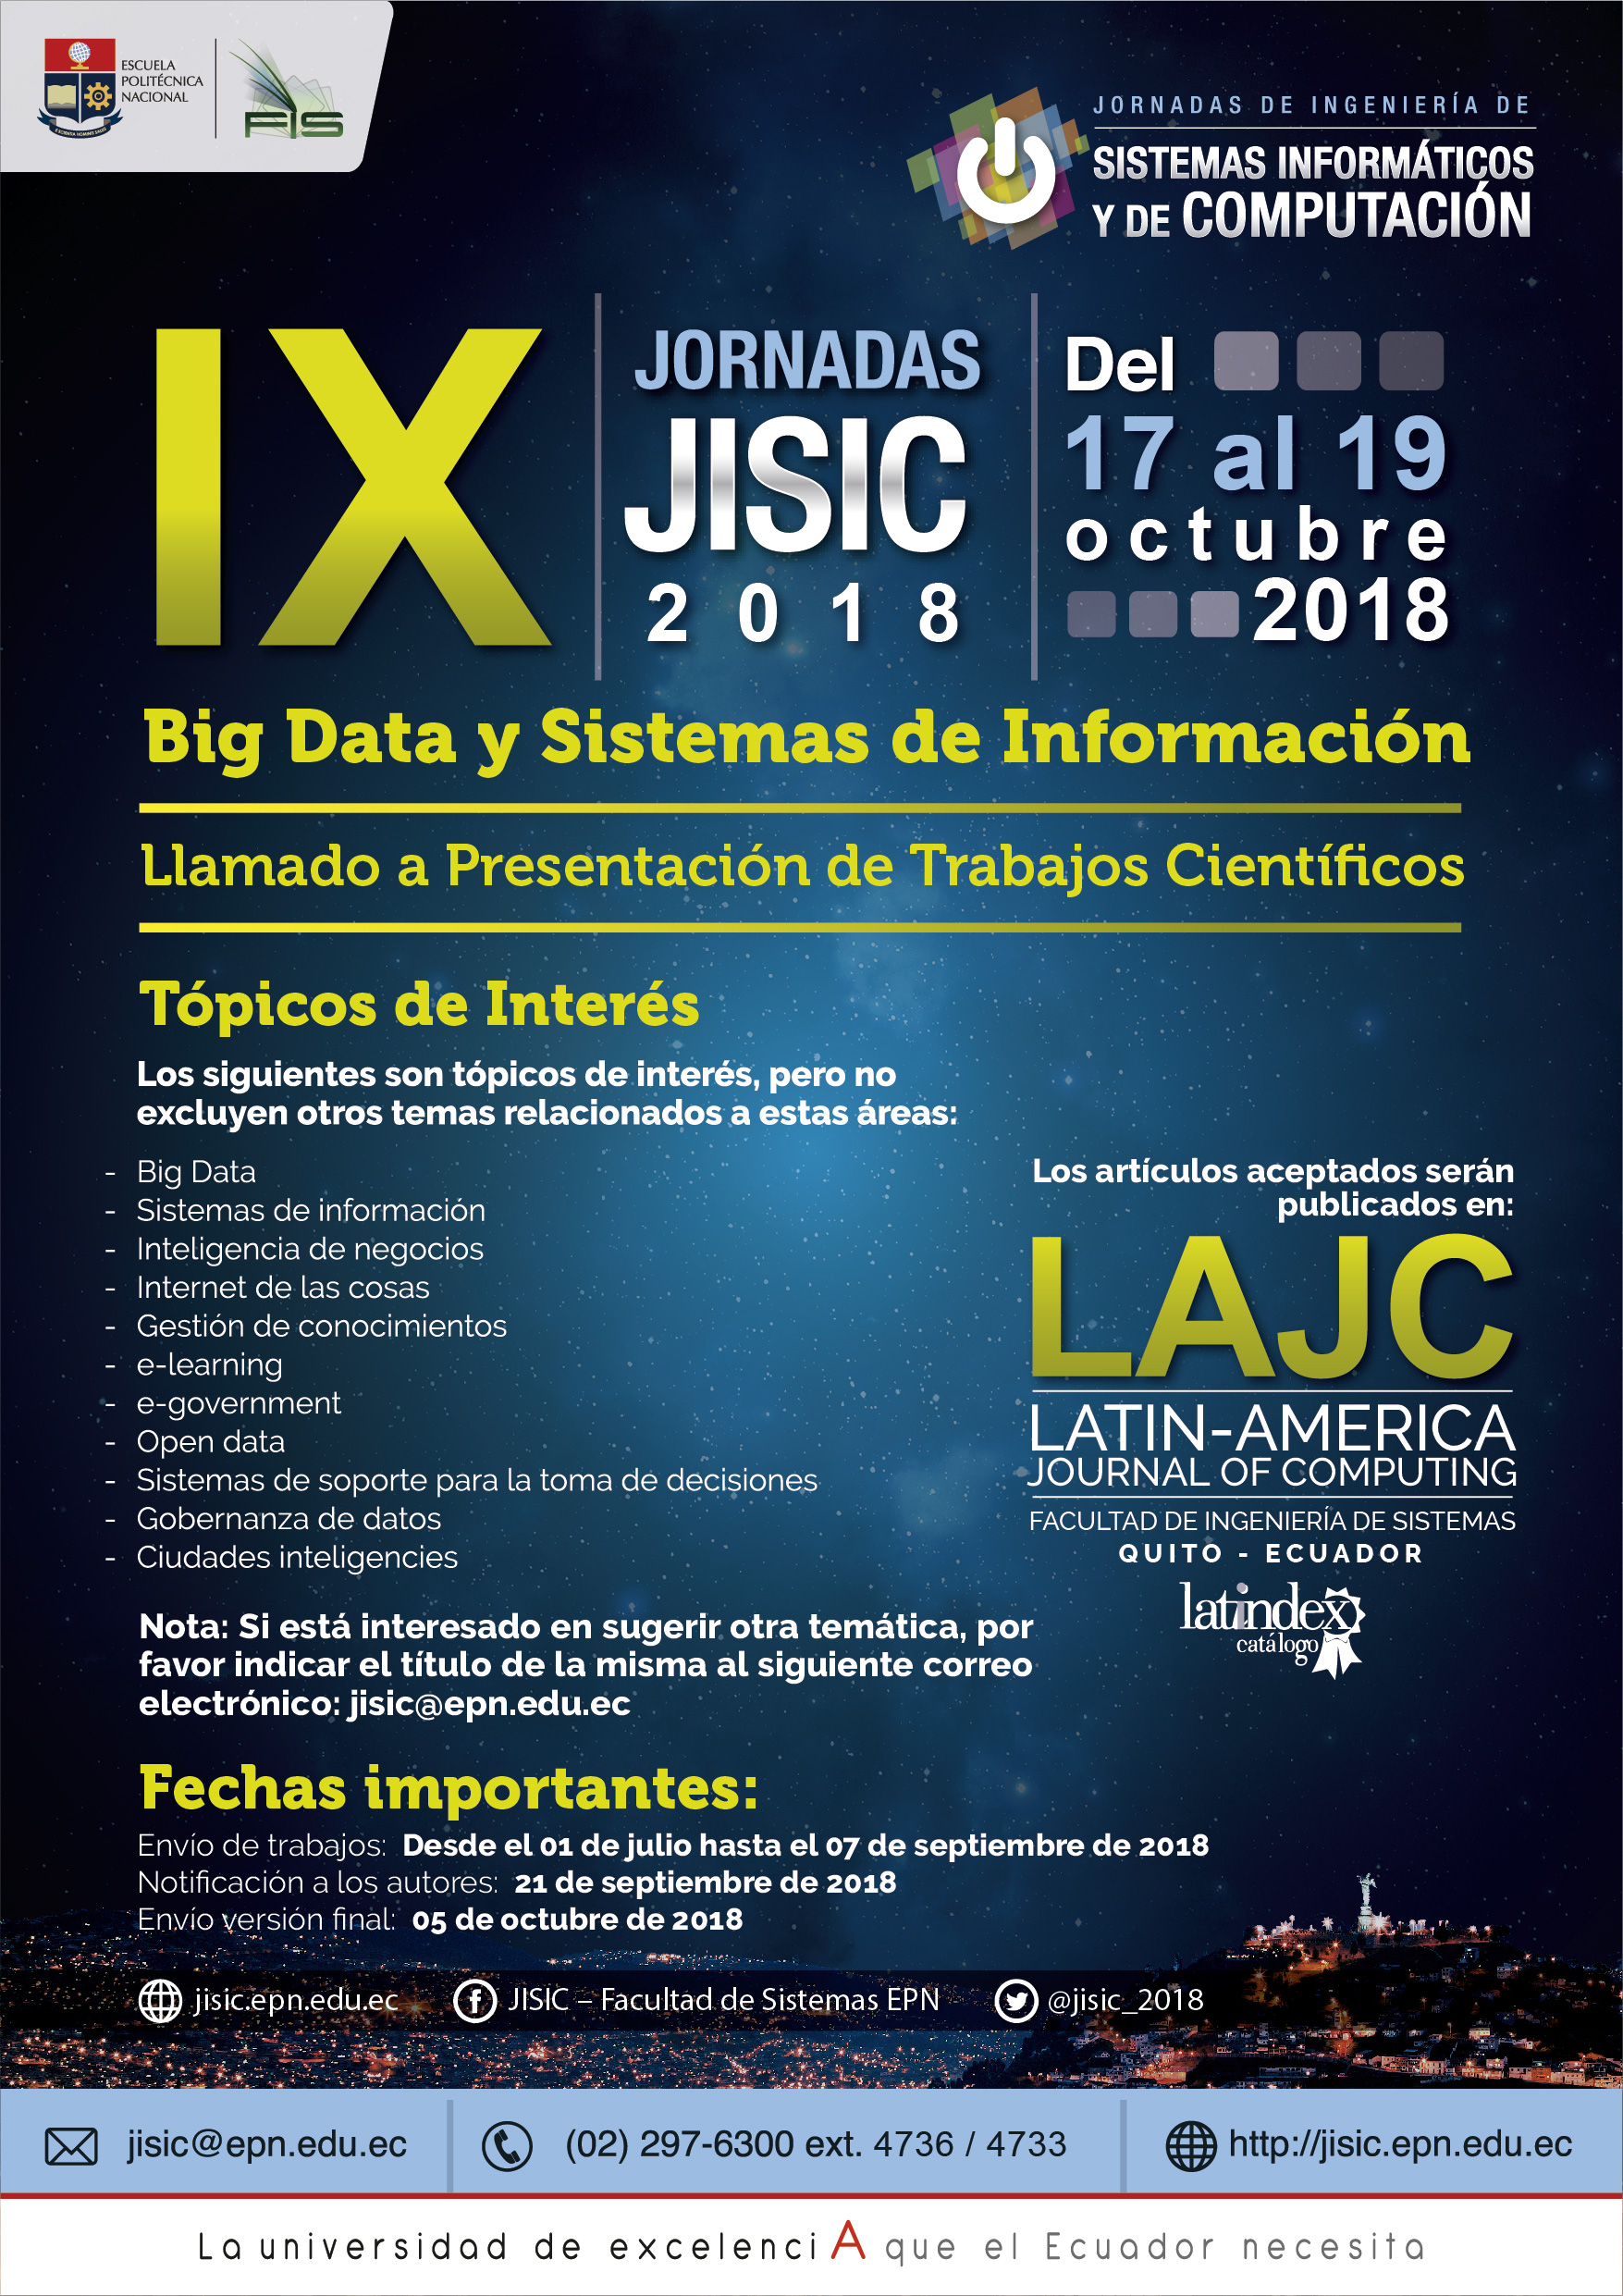 ESCUELA
POLITÉCNICA
NACIONAL
FIS
JORNADAS DE INGENIERÍA DE
SISTEMAS INFORMÁTICOS
Y DE COMPUTACIÓN
IX
JORNADAS
JISIC
2018
Del
17 al 19
octubre
2018
Big Data y Sistemas de Información
Llamado a Presentación de Trabajos Científicos
Tópicos de Interés
Los siguientes son tópicos de interés, pero no
excluyen otros temas relacionados a estas áreas:
- Big Data
- Sistemas de información
- Inteligencia de negocios
- Internet de las cosas
- Gestión de conocimientos
- e-learning
- e-government
- Open data
- Sistemas de soporte para la toma de decisiones
- Gobernanza de datos
- Ciudades inteligencies
Los artículos aceptados serán
publicados en:
LAJC
LATIN-AMERICA
JOURNAL OF COMPUTING
FACULTAD DE INGENIERÍA DE SISTEMAS
QUITO - ECUADOR
latindex
catálogo
Nota: Si está interesado en sugerir otra temática, por
favor indicar el título de la misma al siguiente correo
electrónico: jisic@epn.edu.ec
Fechas importantes:
Envío de trabajos: Desde el 01 de julio hasta el 07 de septiembre de 2018
Notificación a los autores: 21 de septiembre de 2018
Envío versión final: 05 de octubre de 2018
jisic.epn.edu.ec
JISIC – Facultad de Sistemas EPN
@jisic_2018
jisic@epn.edu.ec
(02) 297-6300 ext. 4736 / 4733
http://jisic.epn.edu.ec
La universidad de excelenciA que el Ecuador necesita